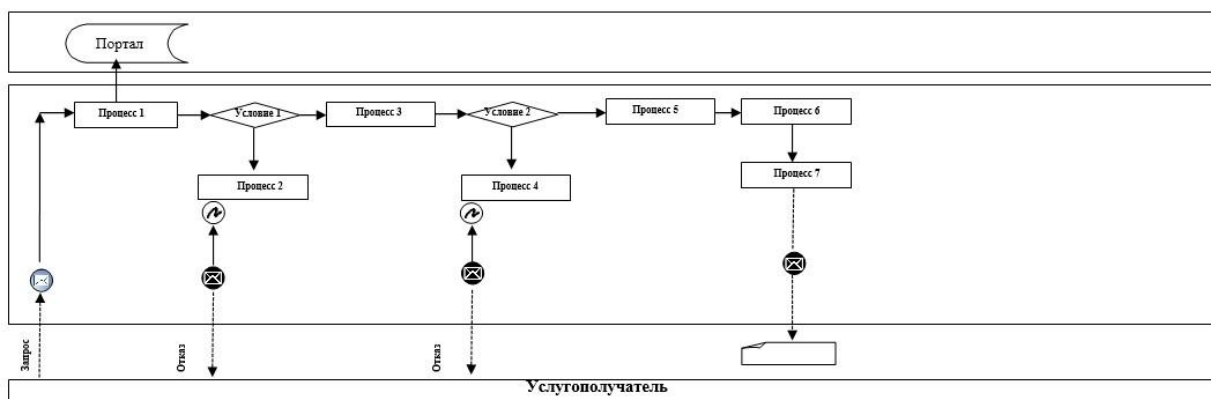 Портал
Процесс 1
Условие 1
Процесс 3
Условие 2
Процесс 5
Процесс 6
Процесс 2
Процесс 4
Процесс 7
Запрос
Отказ
Отказ
Услугополучатель